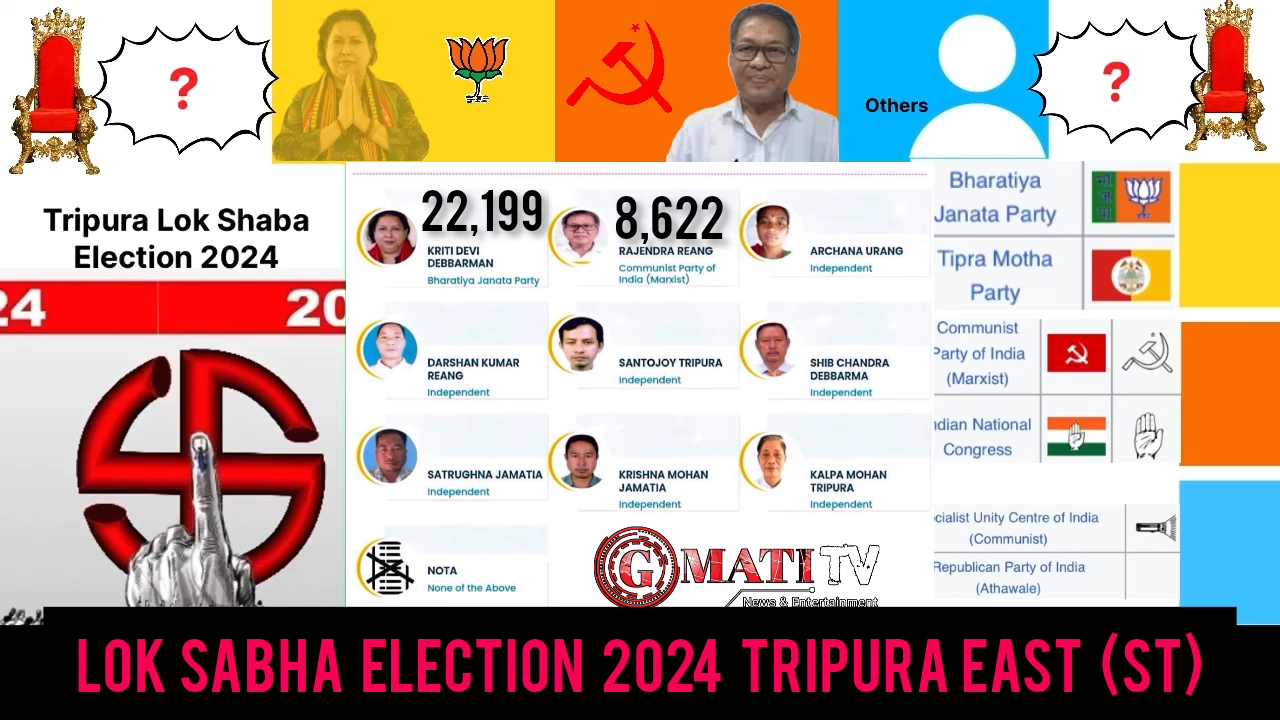 ?
Others
?
Tripura Lok Shaba
Election 2024
24
20
22,199
KRITI DEVI
DEBBARMAN
Bharatiya Janata Party
8,622
RAJENDRA REANG
Communist Party of
India (Marxist)
ARCHANA URANG
Independent
DARSHAN KUMAR
REANG
Independent
SANTOJOY TRIPURA
Independent
SHIB CHANDRA
DEBBARMA
Independent
SATRUGHNA JAMATIA
Independent
KRISHNA MOHAN
JAMATIA
Independent
KALPA MOHAN
TRIPURA
Independent
NOTA
None of the Above
GMATI TV
News & Entertainment
Bharatiya
Janata Party
भाजपा
Tipra Motha
Party
Communist
Party of India
(Marxist)
ndian National
Congress
cialist Unity Centre of India
(Communist)
Republican Party of India
(Athawale)
LOK SABHA ELECTION 2024 TRIPURA EAST (ST)